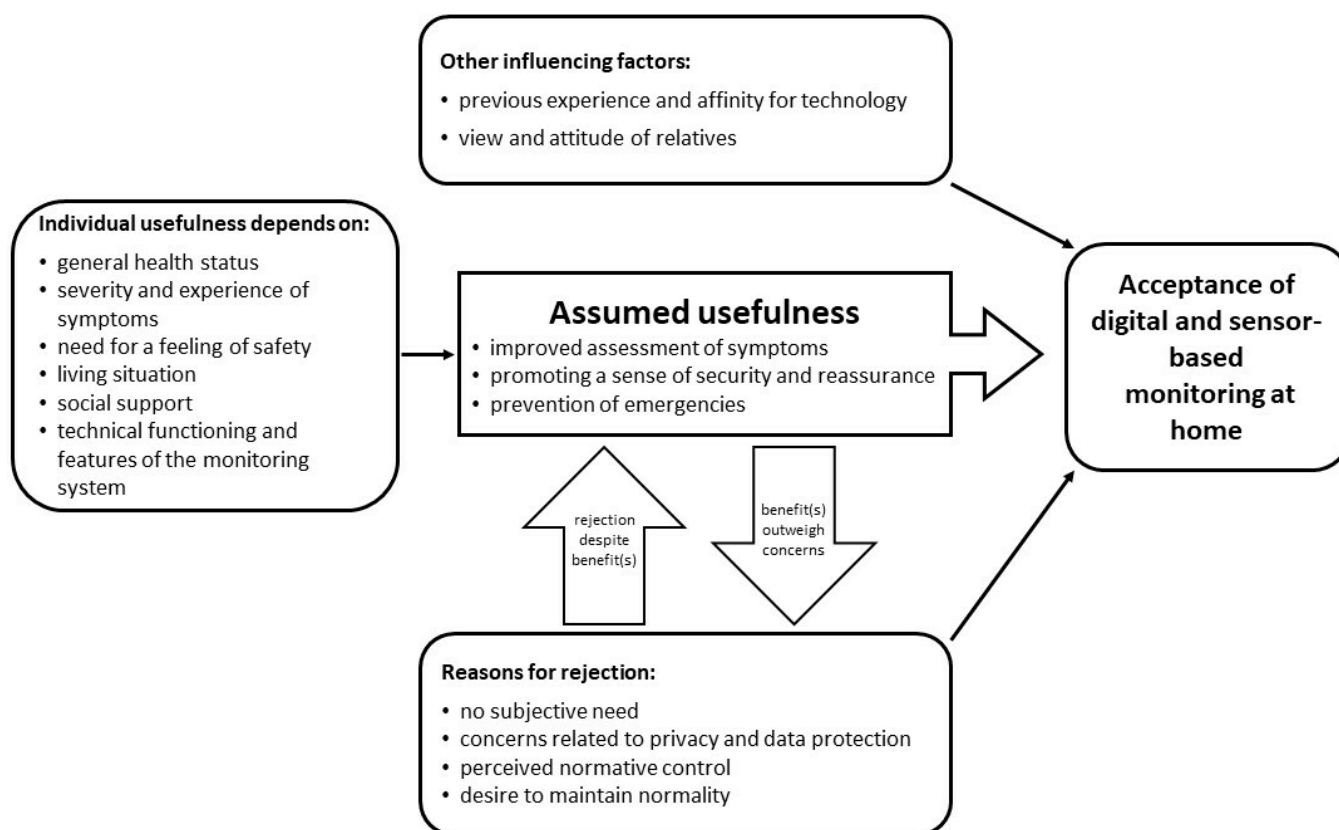 Other influencing factors:
• previous experience and affinity for technology
• view and attitude of relatives
Individual usefulness depends on:
• general health status
• severity and experience of
symptoms
• need for a feeling of safety
• living situation
• social support
• technical functioning and
features of the monitoring
system
Assumed usefulness
• improved assessment of symptoms
• promoting a sense of security and reassurance
• prevention of emergencies
Acceptance of
digital and sensor-
based
monitoring at
home
rejection
despite
benefit(s)
benefit(s)
outweigh
concerns
Reasons for rejection:
• no subjective need
• concerns related to privacy and data protection
• perceived normative control
• desire to maintain normality